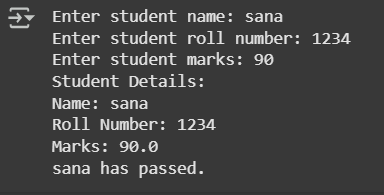 Enter student name: sana
Enter student roll number: 1234
Enter student marks: 90
Student Details:
Name: sana
Roll Number: 1234
Marks: 90.0
sana has passed.